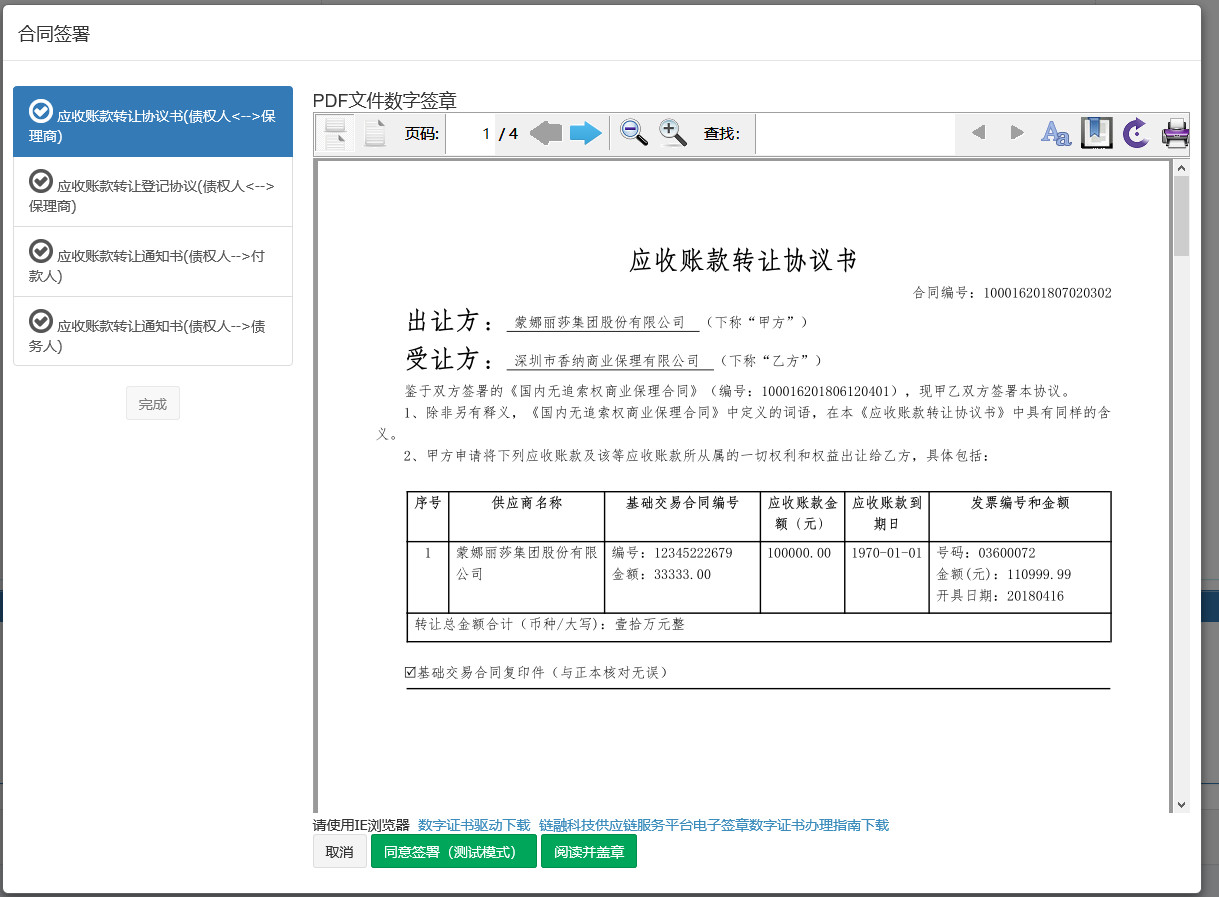 合同签署
应收账款转让协议书(债权人<-->保
理商)
应收账款转让登记协议(债权人<-->
保理商)
应收账款转让通知书(债权人-->付
款人)
应收账款转让通知书(债权人-->债
务人)
完成
PDF文件数字签章
页码: 1 / 4 查找:
应收账款转让协议书
合同编号：100016201807020302
出让方： 蒙娜丽莎集团股份有限公司 （下称“甲方”）
受让方： 深圳市香纳商业保理有限公司 （下称“乙方”）
鉴于双方签署的《国内无追索权商业保理合同》（编号：100016201806120401），现甲乙双方签署本协议。
1、除非另有释义，《国内无追索权商业保理合同》中定义的词语，在本《应收账款转让协议书》中具有同样的含
义。
2、甲方申请将下列应收账款及该等应收账款所从属的一切权利和权益出让给乙方，具体包括：
序号 供应商名称 基础交易合同编号 应收账款金 应收账款到 发票编号和金额
额（元） 期日
1 蒙娜丽莎集团股份有限 编号：12345222679 100000.00 1970-01-01 号码：03600072
公司 金额：33333.00 金额(元)：110999.99
开具日期：20180416
转让总金额合计（币种/大写)：壹拾万元整
☑基础交易合同复印件（与正本核对无误）
请使用IE浏览器 数字证书驱动下载 链融科技供应链服务平台电子签章数字证书办理指南下载
取消 同意签署（测试模式） 阅读并盖章